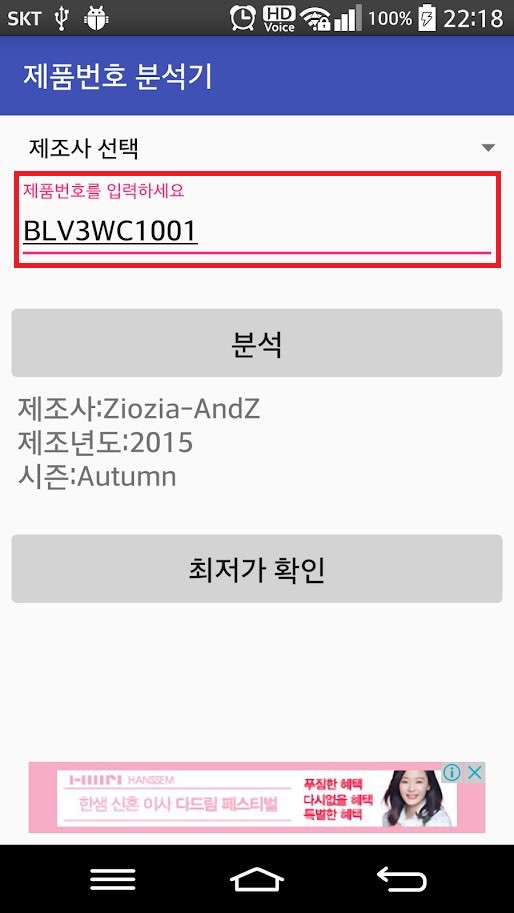 SKT HD Voice 100% 22:18
제품번호 분석기
제조사 선택
제품번호를 입력하세요
BLV3WC1001
분석
제조사:Ziozia-AndZ
제조년도:2015
시즌:Autumn
최저가 확인
HANSSEM
한샘 신혼 이사 다드림 페스티벌
푸짐한 혜택
다시없을 혜택
특별한 혜택